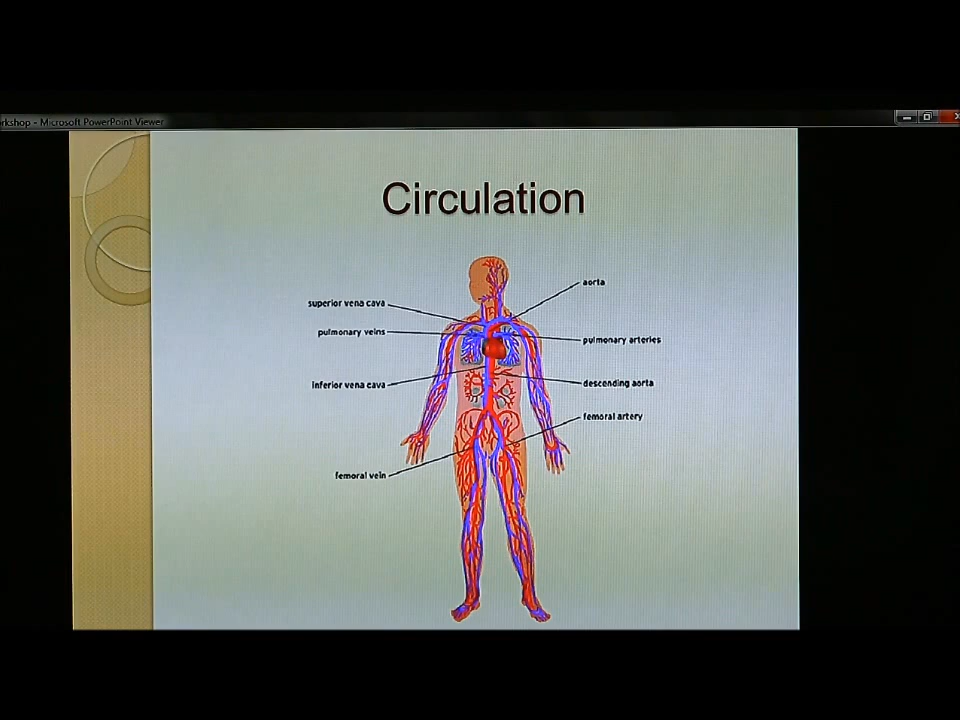 rkshop - Microsoft PowerPoint Viewer
Circulation
superior vena cava
aorta
pulmonary veins
pulmonary arteries
inferior vena cava
descending aorta
femoral artery
femoral vein